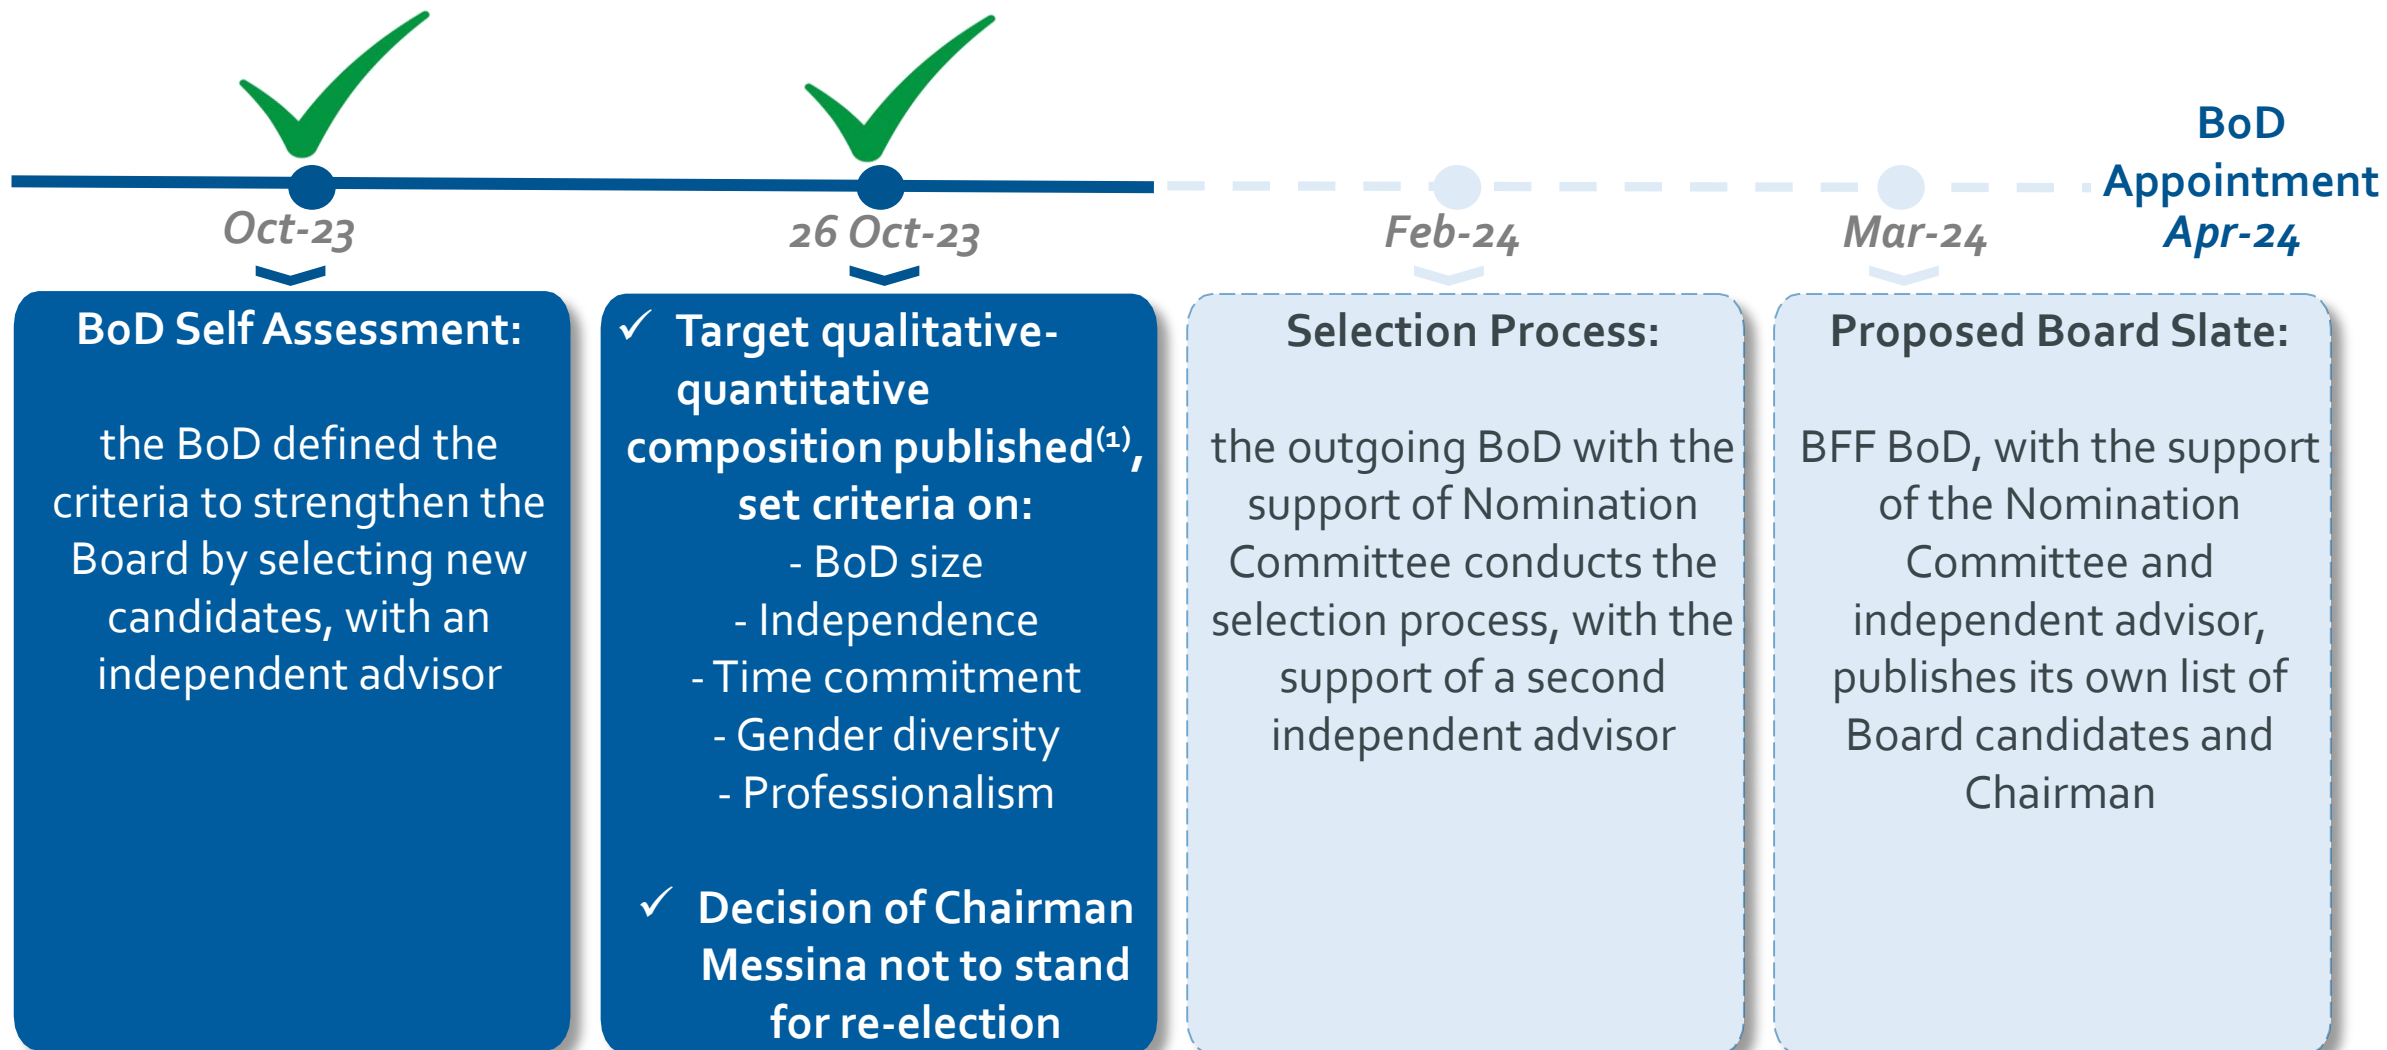 BoD
Appointment
Oct-23
26 Oct-23
Feb-24
Mar-24
Apr-24
BoD Self Assessment:
the BoD defined the
criteria to strengthen the
Board by selecting new
candidates, with an
independent advisor
✓ Target qualitative-
quantitative
composition published(1),
set criteria on:
- BoD size
- Independence
- Time commitment
- Gender diversity
- Professionalism
✓ Decision of Chairman
Messina not to stand
for re-election
Selection Process:
the outgoing BoD with the
support of Nomination
Committee conducts the
selection process, with the
support of a second
independent advisor
Proposed Board Slate:
BFF BoD, with the support
of the Nomination
Committee and
independent advisor,
publishes its own list of
Board candidates and
Chairman